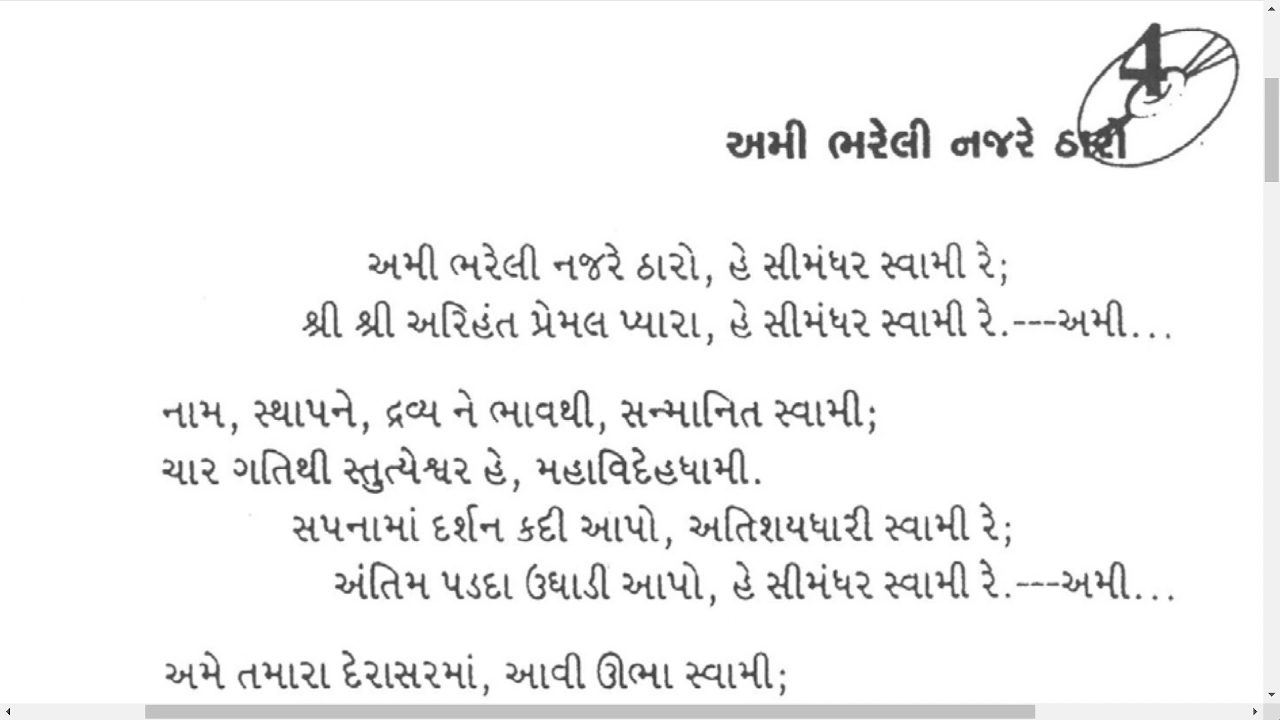 4
અમી ભરેલી નજરે ઠારો
અમી ભરેલી નજરે ઠારો, હે સીમંધર સ્વામી રે;
શ્રી શ્રી અરિહંત પ્રેમલ પ્યારા, હે સીમંધર સ્વામી રે.---અમી...
નામ, સ્થાપને, દ્રવ્ય ને ભાવથી, સન્માનિત સ્વામી;
ચાર ગતિથી સ્તુત્યેશ્વર હે, મહાવિદેહધામી.
સપનામાં દર્શન કદી આપો, અતિશયધારી સ્વામી રે;
અંતિમ પડદા ઉઘાડી આપો, હે સીમંધર સ્વામી રે.---અમી...
અમે તમારા દેરાસરમાં, આવી ઊભા સ્વામી;